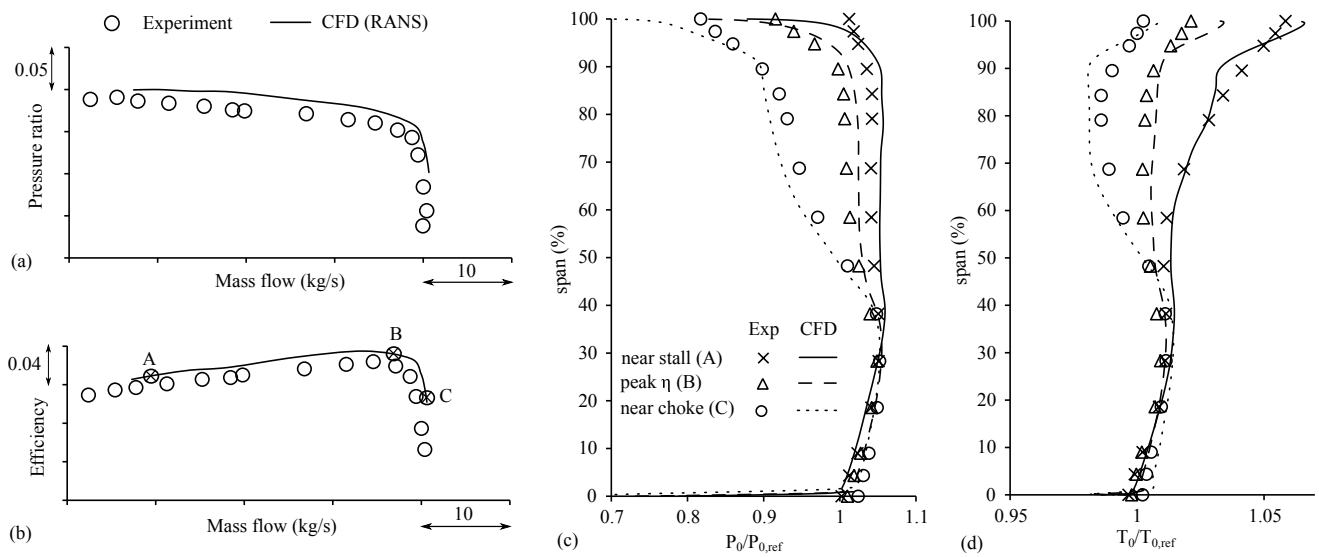 Experiment
CFD (RANS)
0.05
Pressure ratio
(a)
Mass flow (kg/s)
10
0.04
A
B
C
Efficiency
(b)
Mass flow (kg/s)
10
100
90
80
70
60
50
40
30
20
10
0
span (%)
Exp CFD
near stall (A)
peak η (B)
near choke (C)
0.7 0.8 0.9 1 1.1
(c)
P0/P0,ref
100
90
80
70
60
50
40
30
20
10
0
span (%)
0.95 1 1.05
(d)
T0/T0,ref